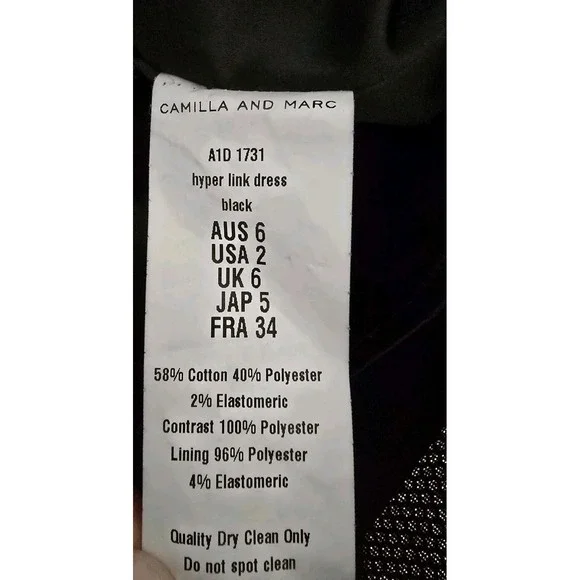 CAMILLA AND MARC
A1D 1731
hyper link dress
black
AUS 6
USA 2
UK 6
JAP 5
FRA 34
58% Cotton 40% Polyester
2% Elastomeric
Contrast 100% Polyester
Lining 96% Polyester
4% Elastomeric
Quality Dry Clean Only
Do not spot clean